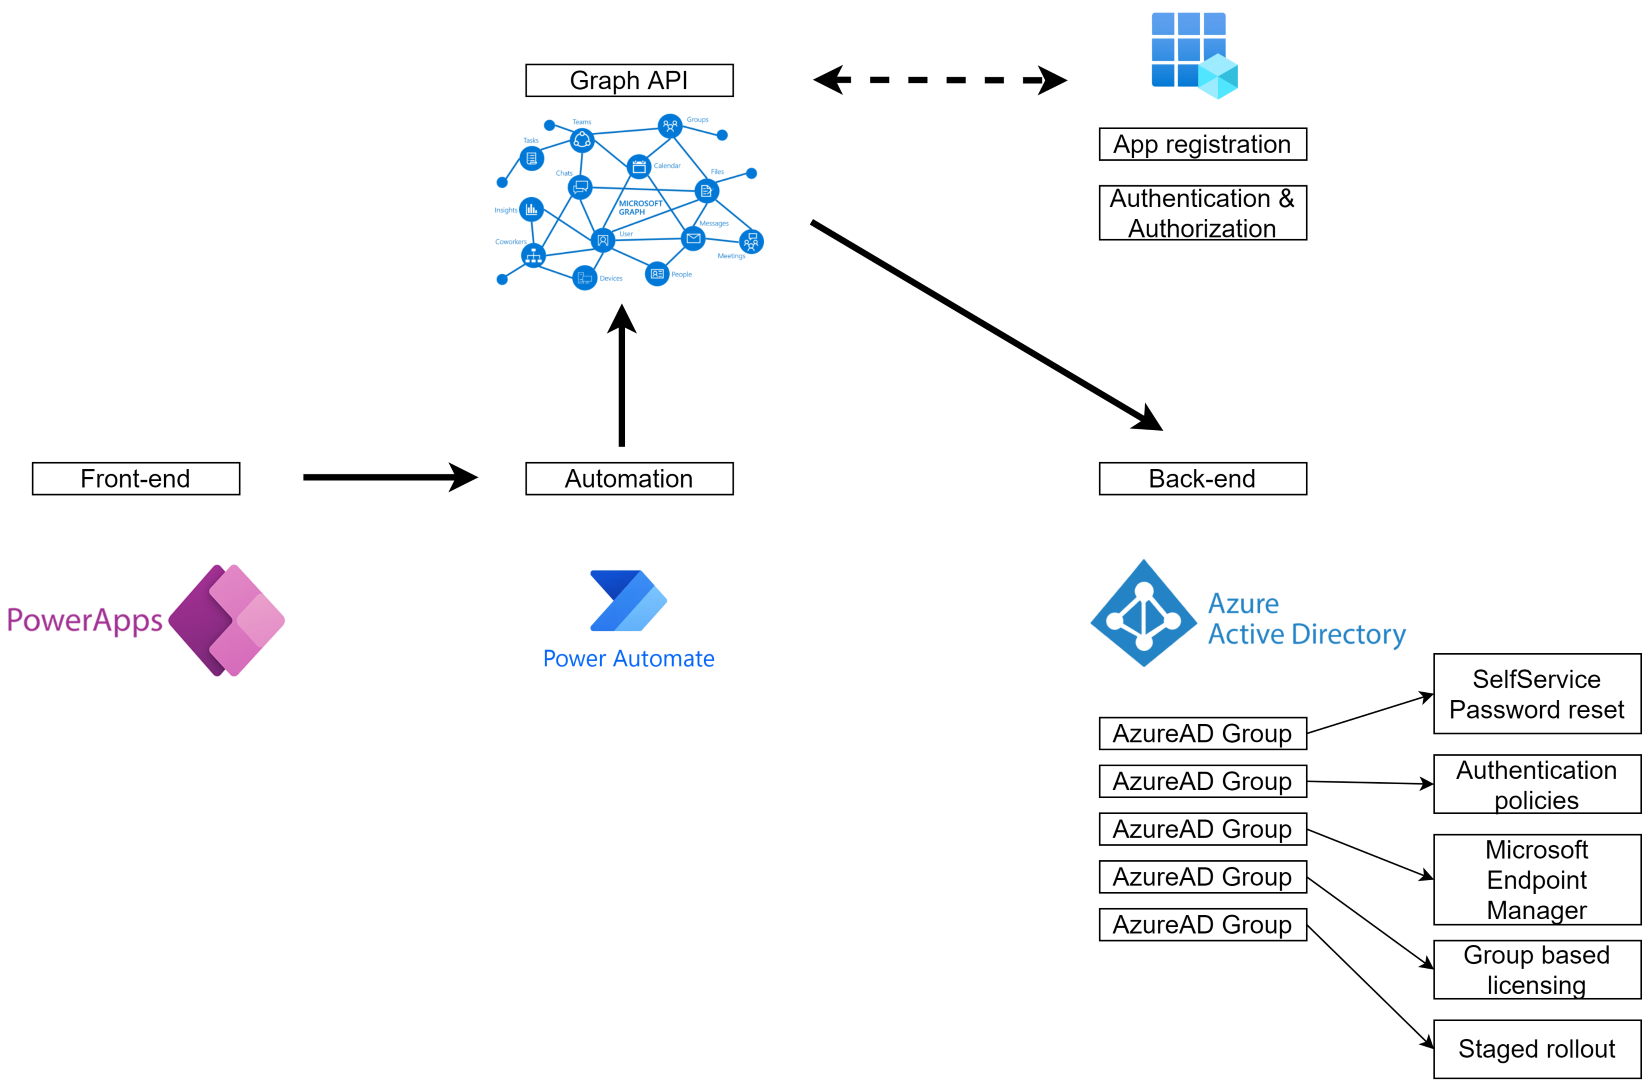 Graph API
Teams
Groups
Tasks
Calendar
Chats
Files
MICROSOFT
GRAPH
Insights
Messages
User
Coworkers
Meetings
People
Devices
App registration
Authentication &
Authorization
Front-end
Automation
Back-end
PowerApps
Power Automate
Azure
Active Directory
AzureAD Group
AzureAD Group
AzureAD Group
AzureAD Group
AzureAD Group
SelfService
Password reset
Authentication
policies
Microsoft
Endpoint
Manager
Group based
licensing
Staged rollout